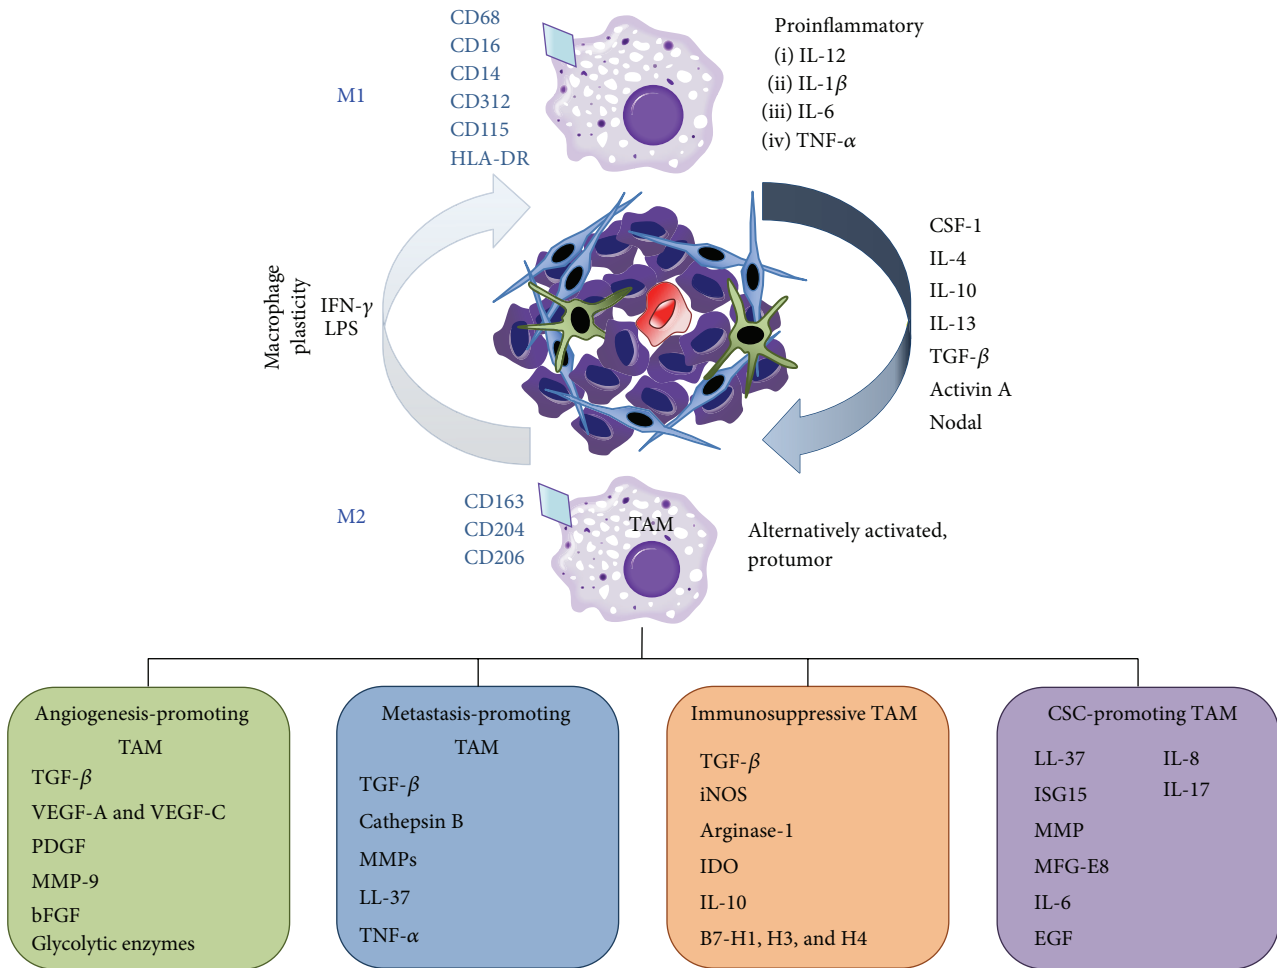 CD68
CD16
CD14
CD312
CD115
HLA-DR
M1
Proinflammatory
(i) IL-12
(ii) IL-1β
(iii) IL-6
(iv) TNF-α
Macrophage
plasticity
IFN-γ
LPS
CSF-1
IL-4
IL-10
IL-13
TGF-β
Activin A
Nodal
M2
CD163
CD204
CD206
TAM
Alternatively activated,
protumor
Angiogenesis-promoting
TAM
TGF-β
VEGF-A and VEGF-C
PDGF
MMP-9
bFGF
Glycolytic enzymes
Metastasis-promoting
TAM
TGF-β
Cathepsin B
MMPs
LL-37
TNF-α
Immunosuppressive TAM
TGF-β
iNOS
Arginase-1
IDO
IL-10
B7-H1, H3, and H4
CSC-promoting TAM
LL-37
ISG15
MMP
MFG-E8
IL-6
EGF
IL-8
IL-17